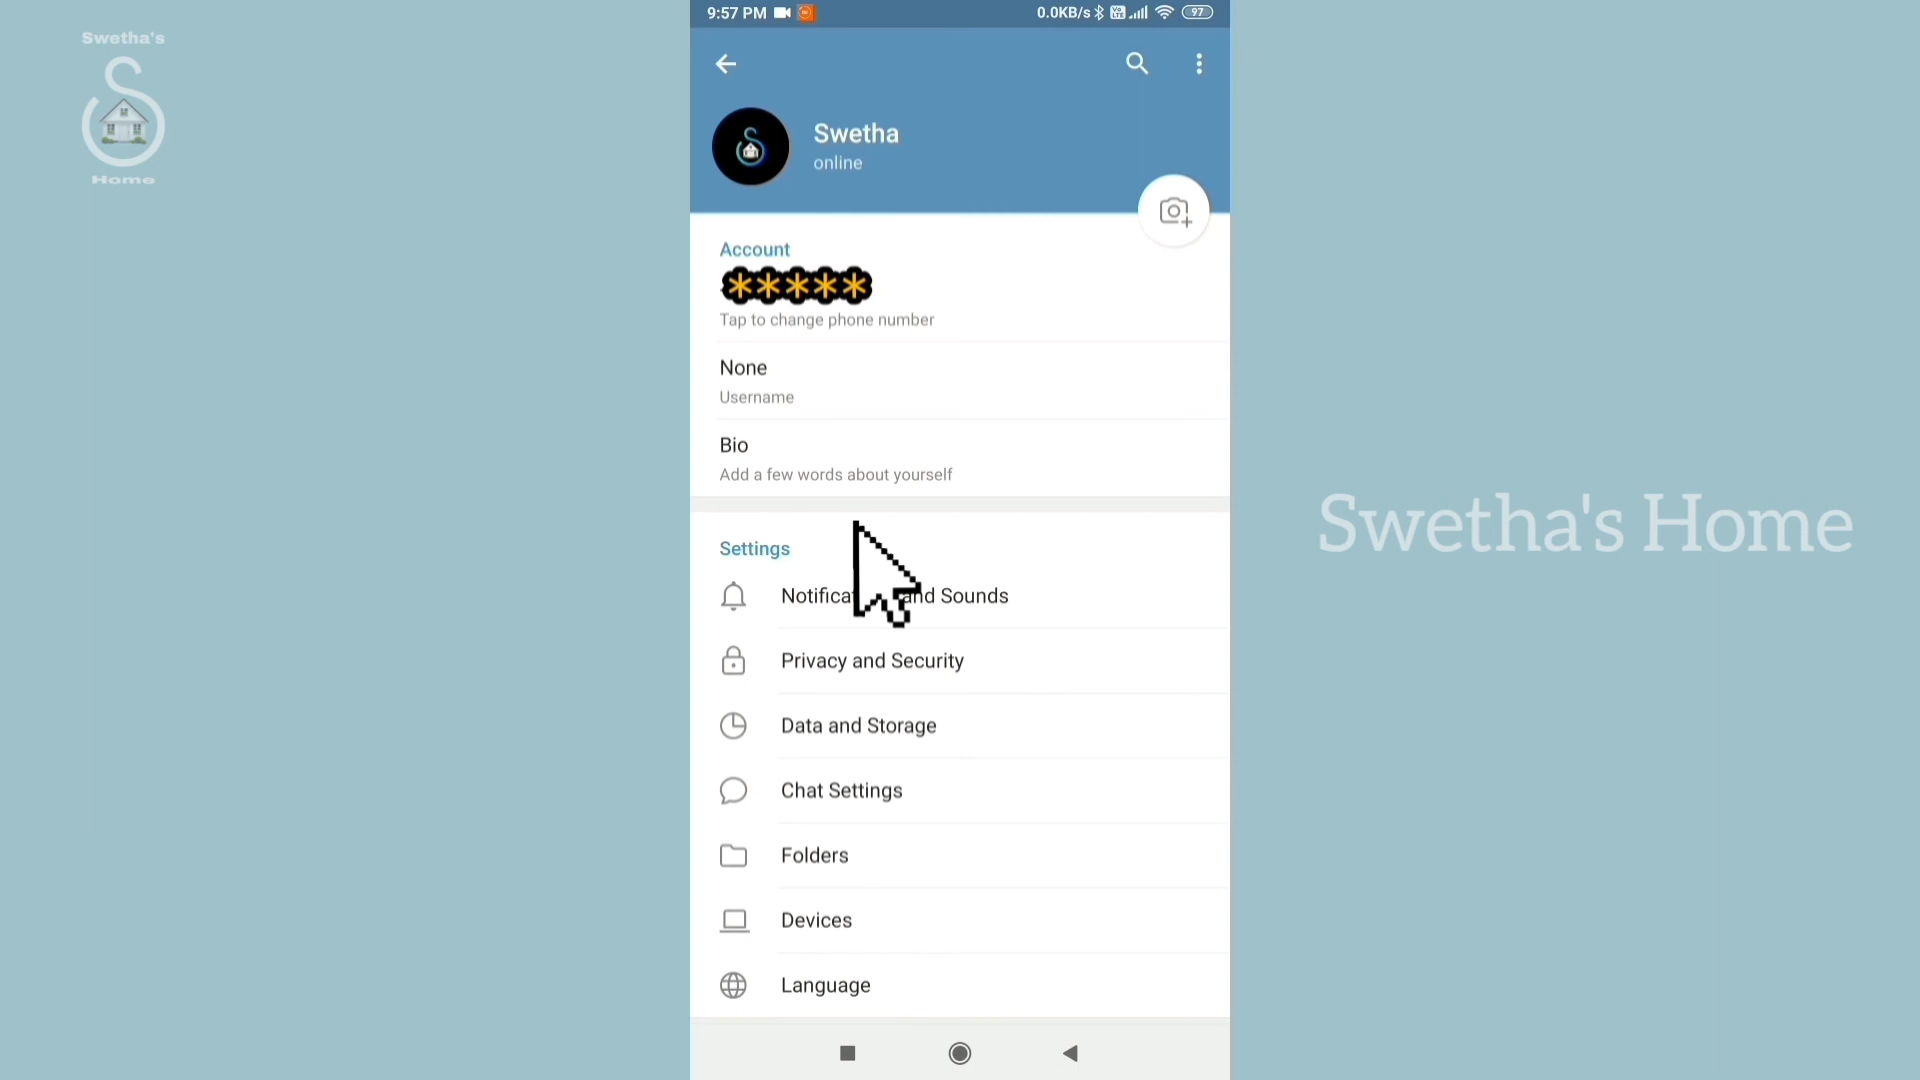 Swetha's
Home
9:57 PM
0.0KB/s
97
Swetha
online
Account
*****
Tap to change phone number
None
Username
Bio
Add a few words about yourself
Settings
Notifica and Sounds
Privacy and Security
Data and Storage
Chat Settings
Folders
Devices
Language
Swetha's Home